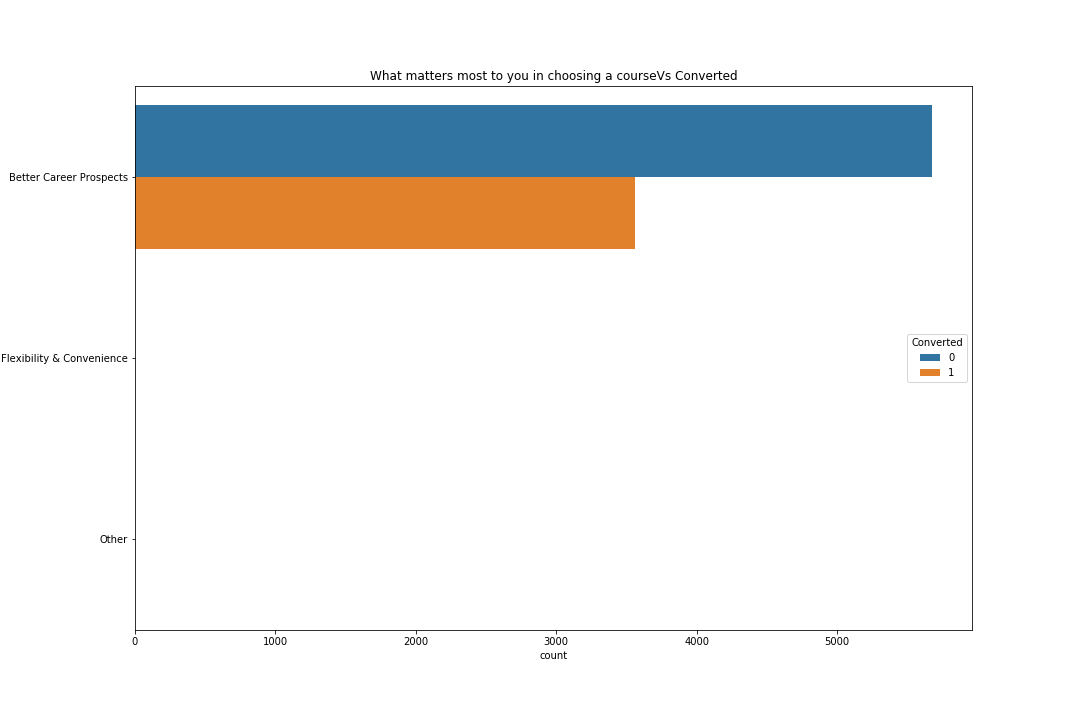 What matters most to you in choosing a courseVs Converted
Better Career Prospects
Flexibility & Convenience
Other
Converted
0
1
0 1000 2000 3000 4000 5000
count